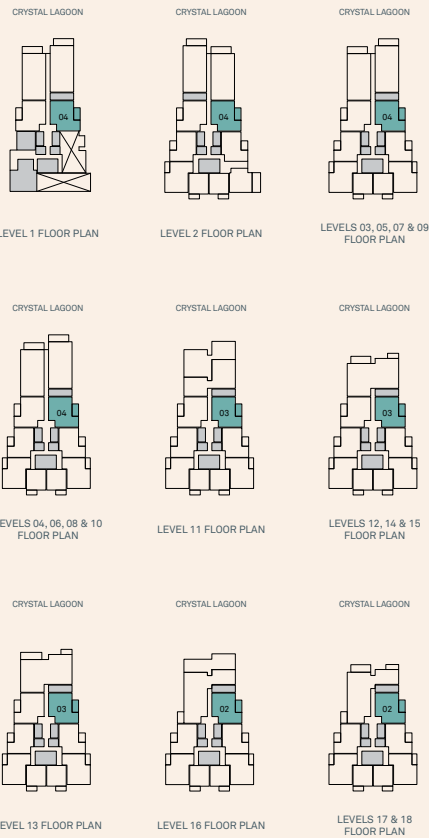 CRYSTAL LAGOON
CRYSTAL LAGOON
CRYSTAL LAGOON
04
04
04
LEVEL 1 FLOOR PLAN
LEVEL 2 FLOOR PLAN
LEVELS 03, 05, 07 & 09
FLOOR PLAN
CRYSTAL LAGOON
CRYSTAL LAGOON
CRYSTAL LAGOON
04
03
03
LEVELS 04, 06, 08 & 10
FLOOR PLAN
LEVEL 11 FLOOR PLAN
LEVELS 12, 14 & 15
FLOOR PLAN
CRYSTAL LAGOON
CRYSTAL LAGOON
CRYSTAL LAGOON
03
02
02
LEVEL 13 FLOOR PLAN
LEVEL 16 FLOOR PLAN
LEVELS 17 & 18
FLOOR PLAN